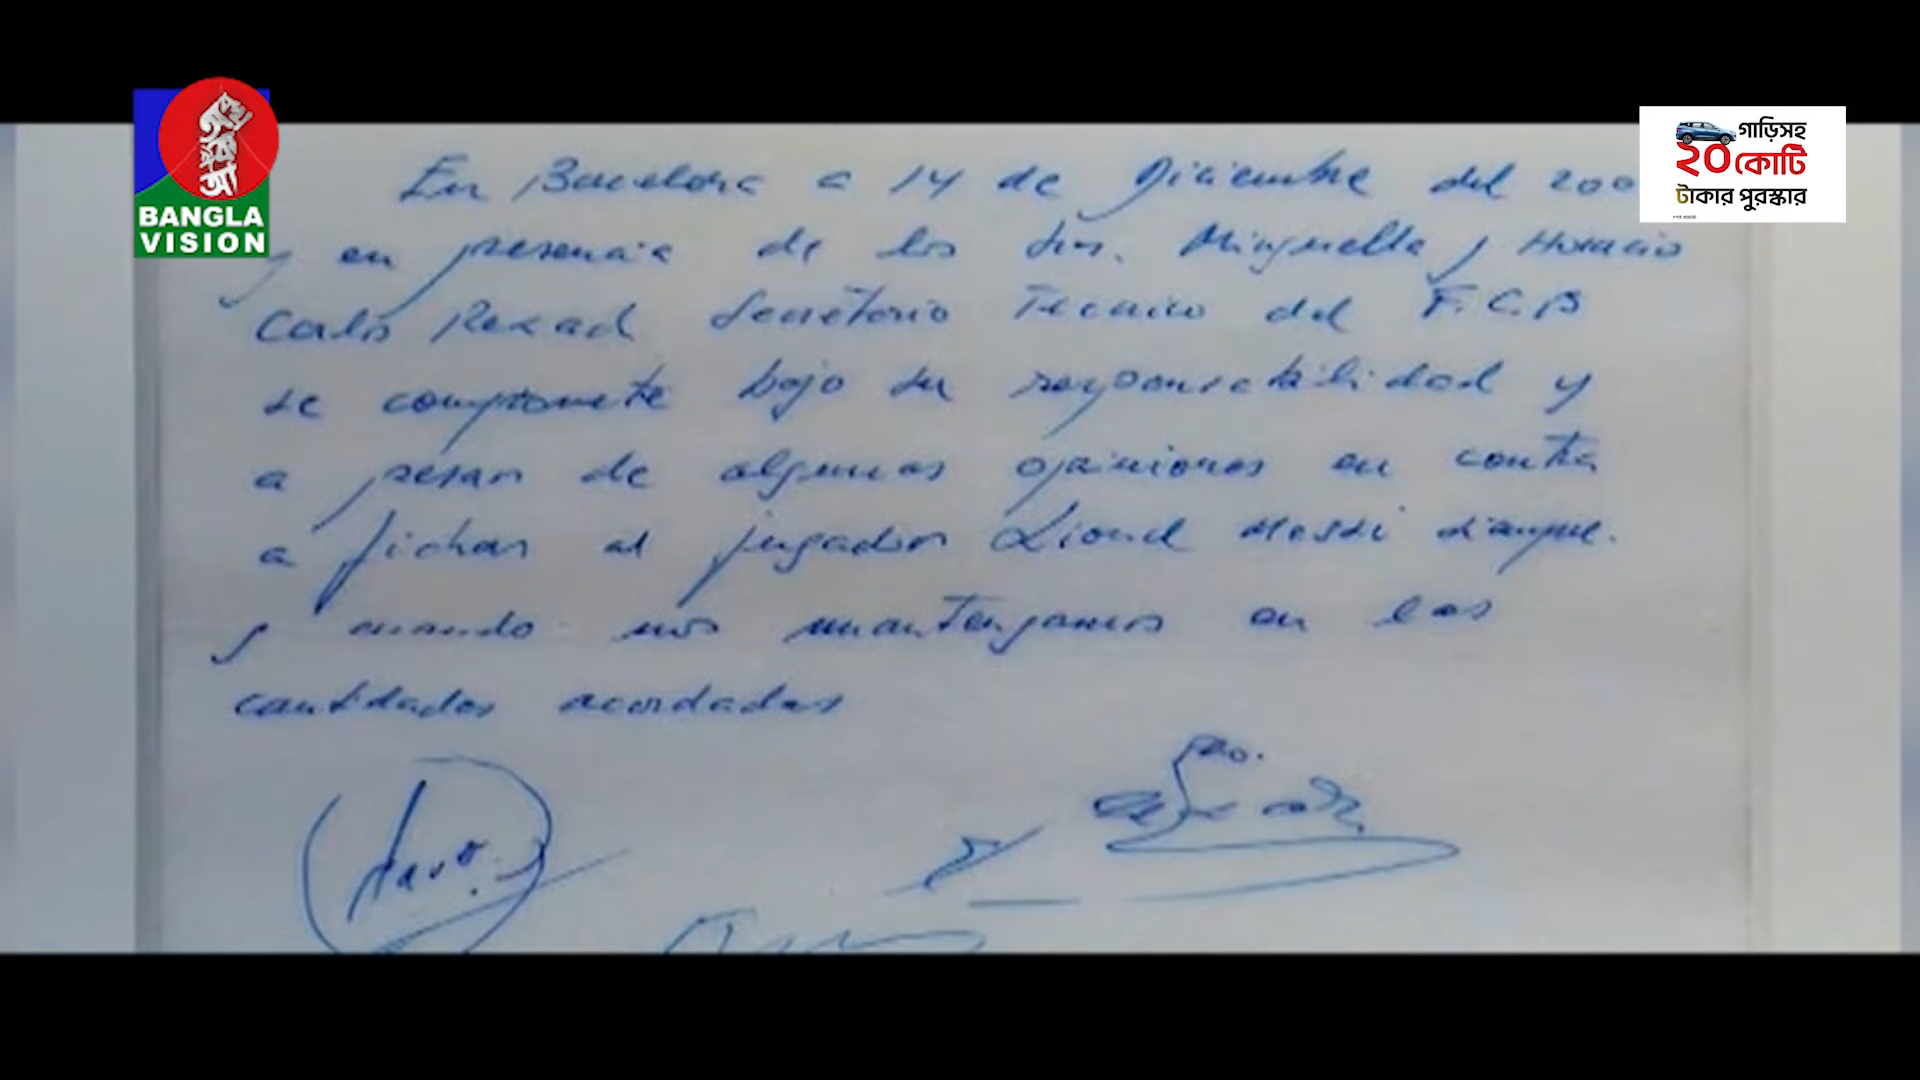 BANGLA
VISION
গাড়িসহ
২০ কোটি
টাকার পুরস্কার
En Barcelona a 14 de Diciembre del 200
y en presencia de los Srs. Minguella y Horacio
Carlos Rexach Secretario Tecnico del F.C.B
se compromete bajo su responsabilidad y
a pesar de algunas opiniones en contra
a fichar al jugador Lionel Messi siempre
y cuando nos mantengamos en las
cantidades acordadas